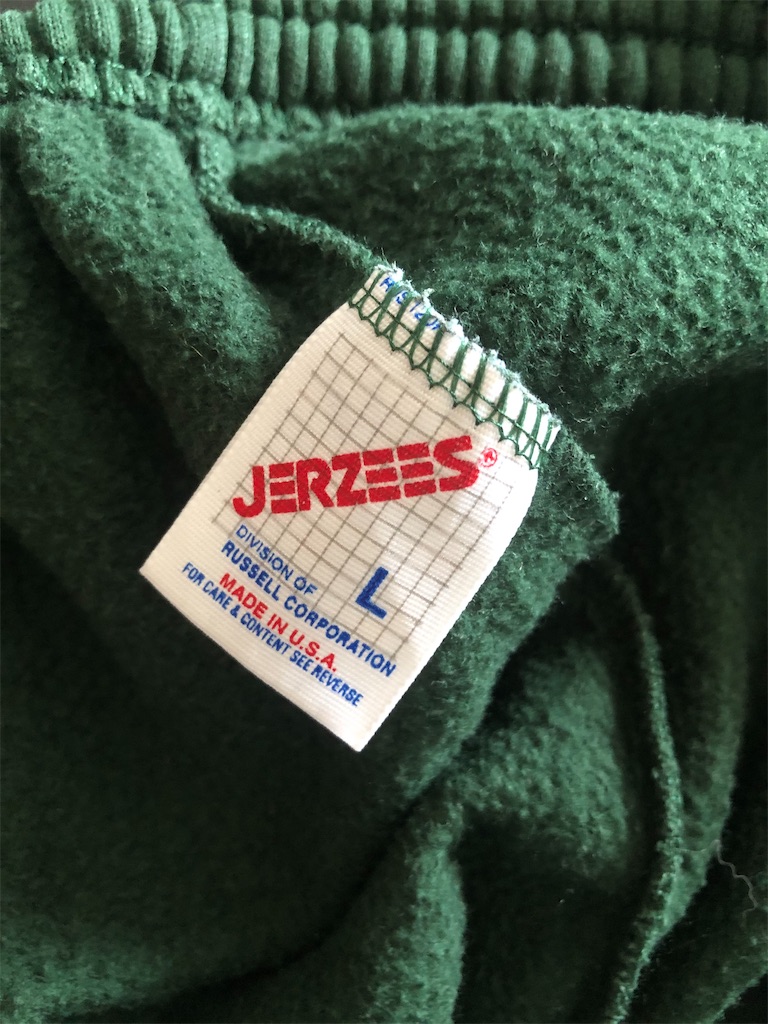 JERZEES®
DIVISION OF
RUSSELL CORPORATION
L
MADE IN U.S.A.
FOR CARE & CONTENT SEE REVERSE